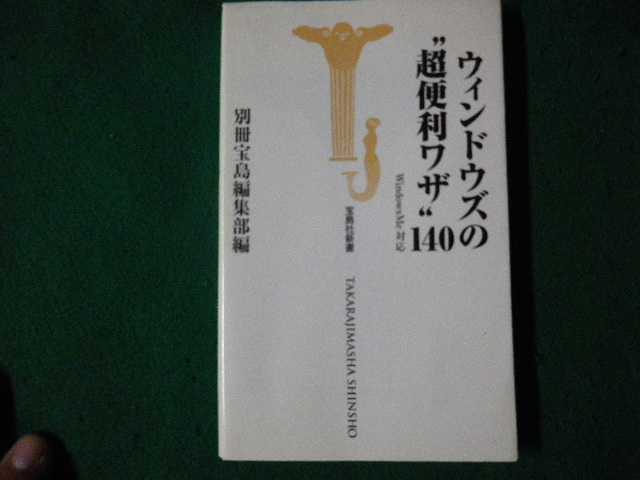 ウィンドウズの
”超便利ワザ“140
WindowsMe対応
宝島社新書
TAKARAJIMASHA SHINSHO
別冊宝島編集部編